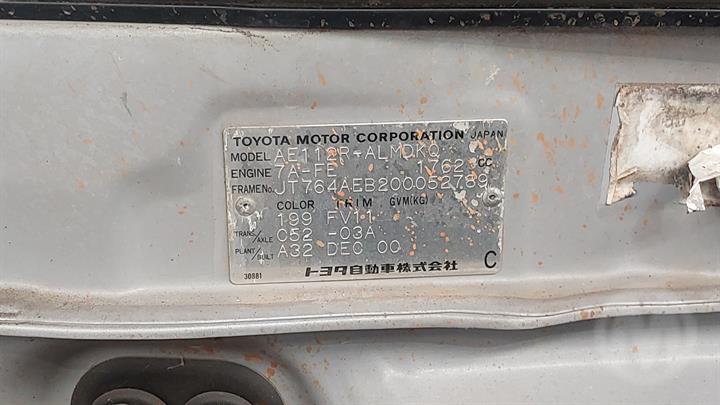 TOYOTA MOTOR CORPORATION JAPAN
MODEL AE112R-ALMDKQ
ENGINE 7A-FE 1762 CC
FRAME No. JT764AEB200052789
COLOR TRIM GVM(KG)
199 FV11
TRANS/AXLE C52 -03A
PLANT/BUILT A32 DEC 00
30881 トヨタ自動車株式会社 C